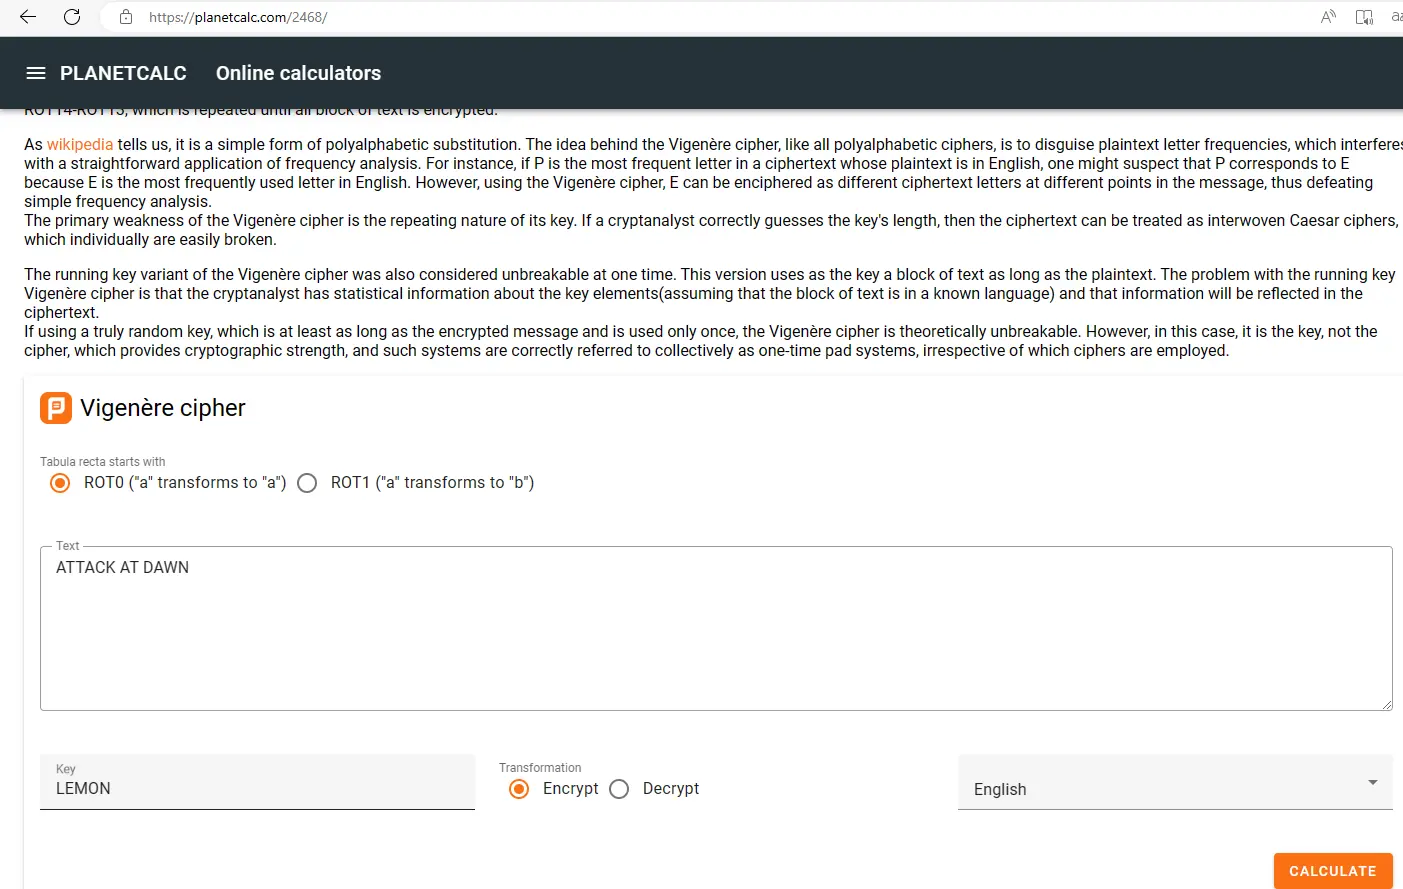 https://planetcalc.com/2468/
PLANETCALC Online calculators
ROT14-ROT13, which is repeated until all block of text is encrypted.
As wikipedia tells us, it is a simple form of polyalphabetic substitution. The idea behind the Vigenère cipher, like all polyalphabetic ciphers, is to disguise plaintext letter frequencies, which interferes
with a straightforward application of frequency analysis. For instance, if P is the most frequent letter in a ciphertext whose plaintext is in English, one might suspect that P corresponds to E
because E is the most frequently used letter in English. However, using the Vigenère cipher, E can be enciphered as different ciphertext letters at different points in the message, thus defeating
simple frequency analysis.
The primary weakness of the Vigenère cipher is the repeating nature of its key. If a cryptanalyst correctly guesses the key's length, then the ciphertext can be treated as interwoven Caesar ciphers,
which individually are easily broken.
The running key variant of the Vigenère cipher was also considered unbreakable at one time. This version uses as the key a block of text as long as the plaintext. The problem with the running key
Vigenère cipher is that the cryptanalyst has statistical information about the key elements(assuming that the block of text is in a known language) and that information will be reflected in the
ciphertext.
If using a truly random key, which is at least as long as the encrypted message and is used only once, the Vigenère cipher is theoretically unbreakable. However, in this case, it is the key, not the
cipher, which provides cryptographic strength, and such systems are correctly referred to collectively as one-time pad systems, irrespective of which ciphers are employed.
Vigenère cipher
Tabula recta starts with
ROT0 ("a" transforms to "a") ROT1 ("a" transforms to "b")
Text
ATTACK AT DAWN
Key
LEMON
Transformation
Encrypt Decrypt
English
CALCULATE